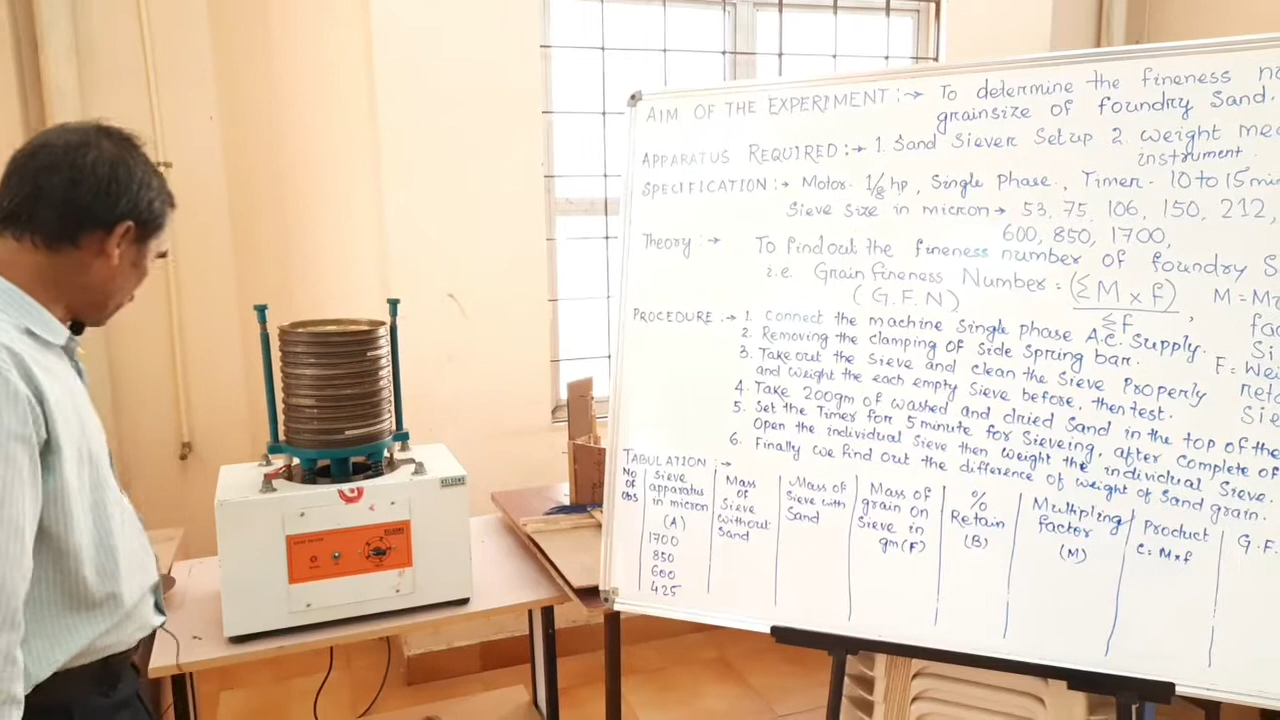 AIM OF THE EXPERIMENT :→ To determine the fineness
grainsize of foundry Sand.
APPARATUS REQUIRED :→ 1. Sand Siever Setup 2. weight
instrument
SPECIFICATION :→ Motor - 1/8 hp, Single Phase, Timer - 10 to 15
Sieve Size in micron → 53, 75, 106, 150, 212,
600, 850, 1700,
Theory :→ To findout the fineness number of foundry
i.e. Grain fineness Number = (ΣM x f)
(G.F.N) Σf , M =
PROCEDURE :→ 1. Connect the machine Single phase A.C. Supply.
2. Removing the clamping of Side Spring bar.
3. Take out the Sieve and clean the Sieve Properly
and weight the each empty Sieve before, then test.
4. Take 200gm of washed and dried Sand in the top of the
5. Set the Timer for 5 minute for Sieveing, after Complete of
Open the individual Sieve then weight the individual Sieve.
6. Finally we find out the difference of weight of Sand grain.
F =
TABULATION :→
No of obs
Sieve apparatus in micron (A)
Mass of Sieve without Sand
Mass of Sieve with Sand
Mass of grain on Sieve in gm (F)
% Retain (B)
Multipling factor (M)
Product C = M x f
G.F.
1700
850
600
425
KELSONS
KELSONS